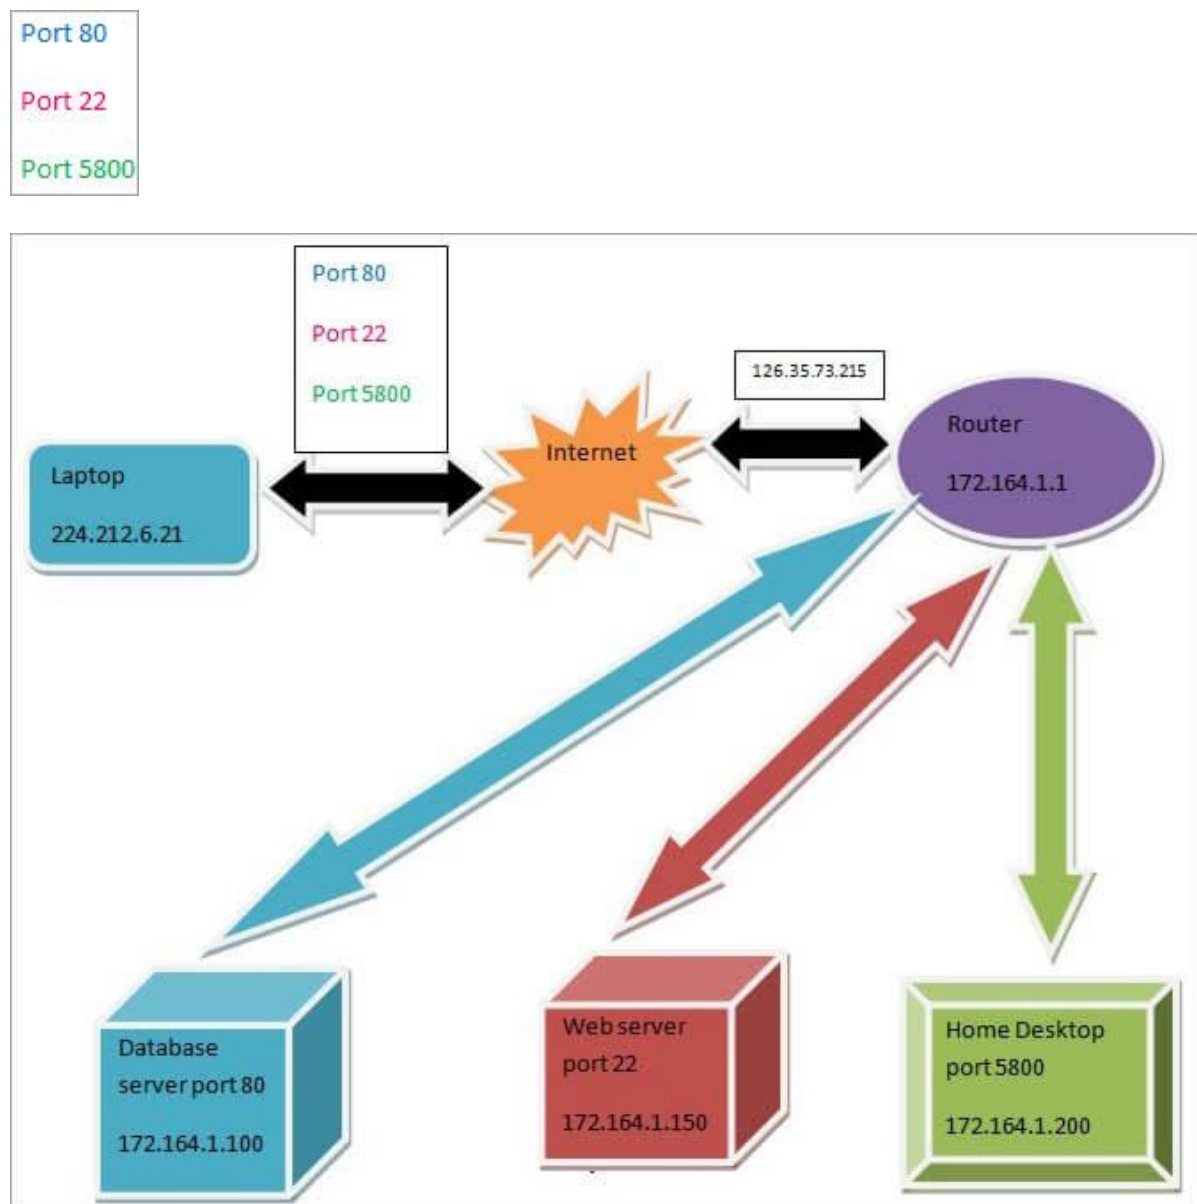 Port 80
Port 22
Port 5800
Port 80
Port 22
Port 5800
126.35.73.215
Router
172.164.1.1
Internet
Laptop
224.212.6.21
Database
server port 80
172.164.1.100
Web server
port 22
172.164.1.150
Home Desktop
port 5800
172.164.1.200